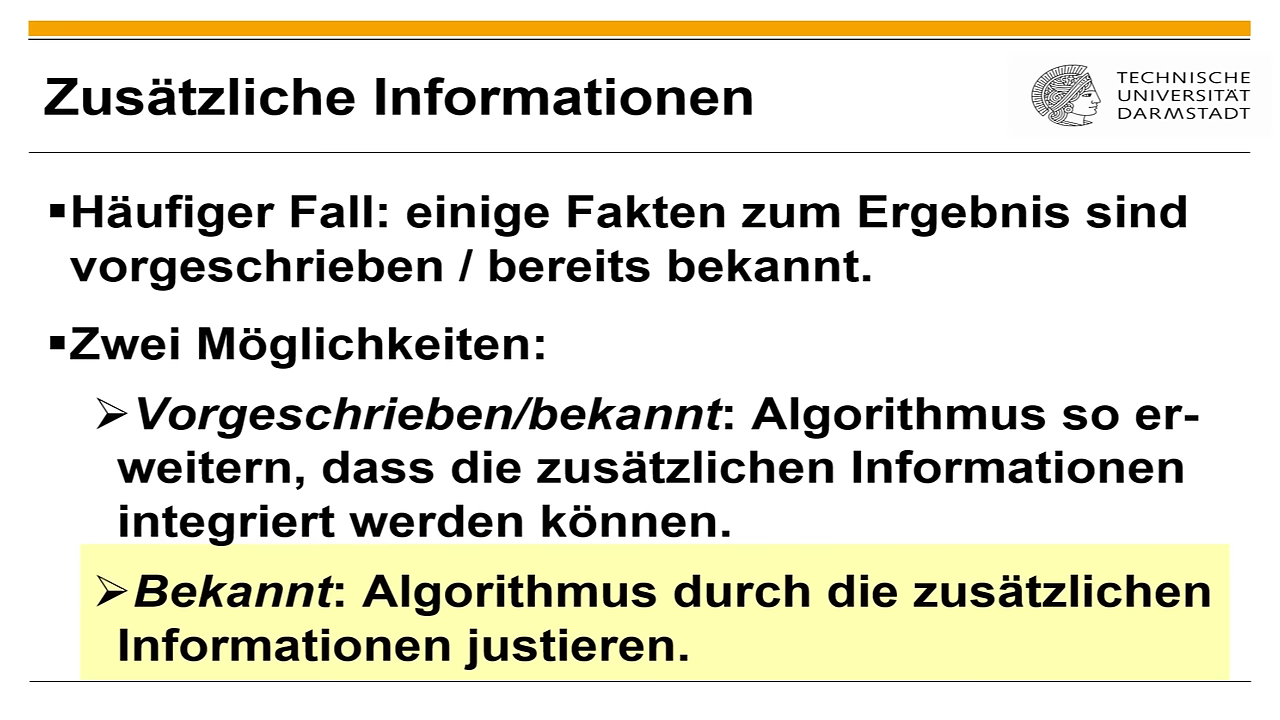 Zusätzliche Informationen
TECHNISCHE
UNIVERSITÄT
DARMSTADT
▪Häufiger Fall: einige Fakten zum Ergebnis sind
vorgeschrieben / bereits bekannt.
▪Zwei Möglichkeiten:
➢Vorgeschrieben/bekannt: Algorithmus so er-
weitern, dass die zusätzlichen Informationen
integriert werden können.
➢Bekannt: Algorithmus durch die zusätzlichen
Informationen justieren.